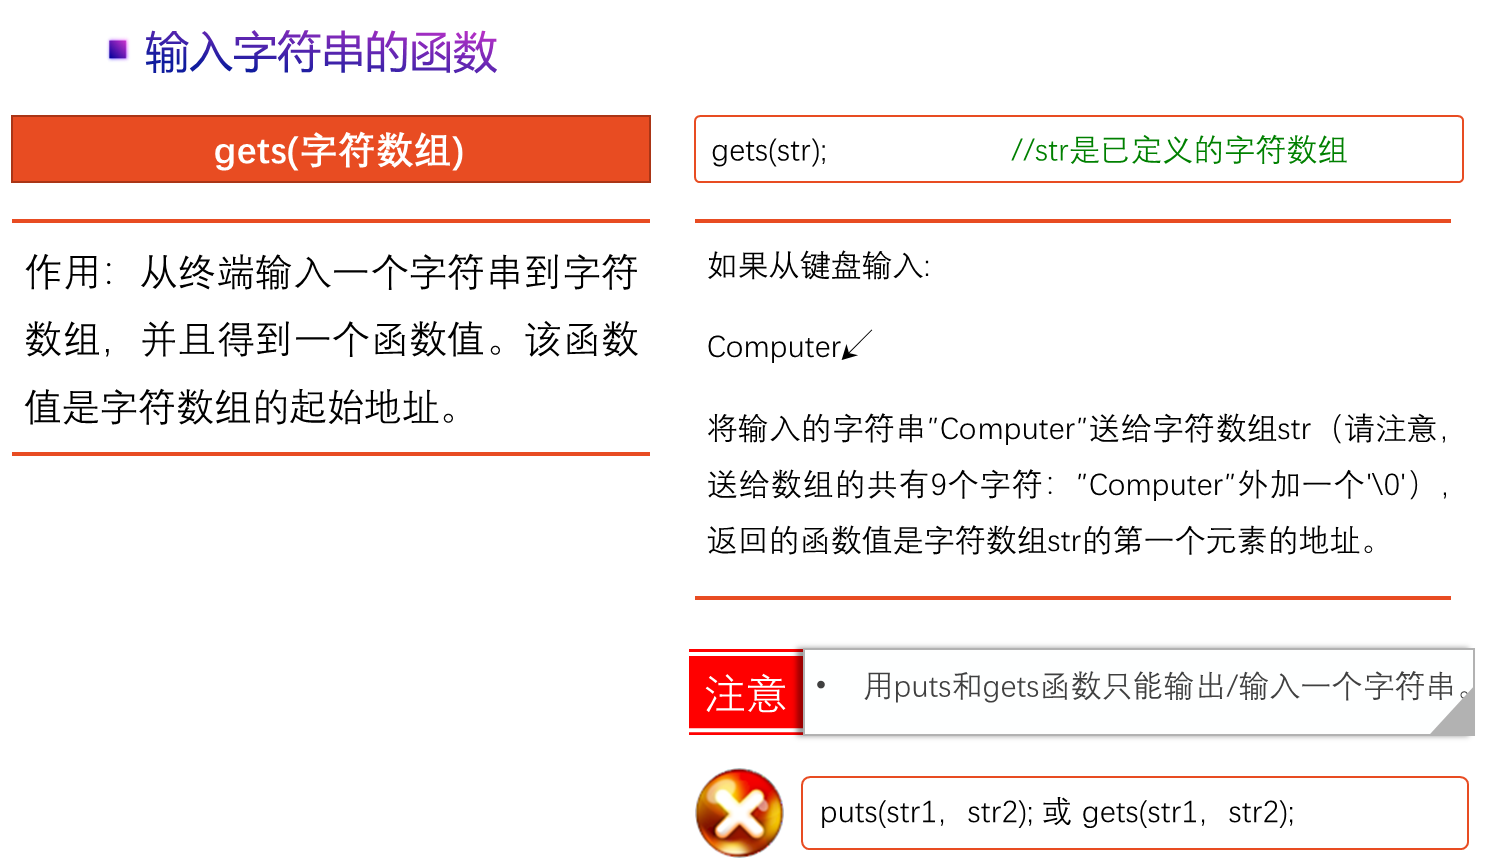 输入字符串的函数
gets(字符数组)
作用：从终端输入一个字符串到字符
数组，并且得到一个函数值。该函数
值是字符数组的起始地址。
gets(str); //str是已定义的字符数组
如果从键盘输入:
Computer↙
将输入的字符串"Computer"送给字符数组str（请注意，
送给数组的共有9个字符："Computer"外加一个'\0'），
返回的函数值是字符数组str的第一个元素的地址。
注意
• 用puts和gets函数只能输出/输入一个字符串。
puts(str1，str2); 或 gets(str1，str2);